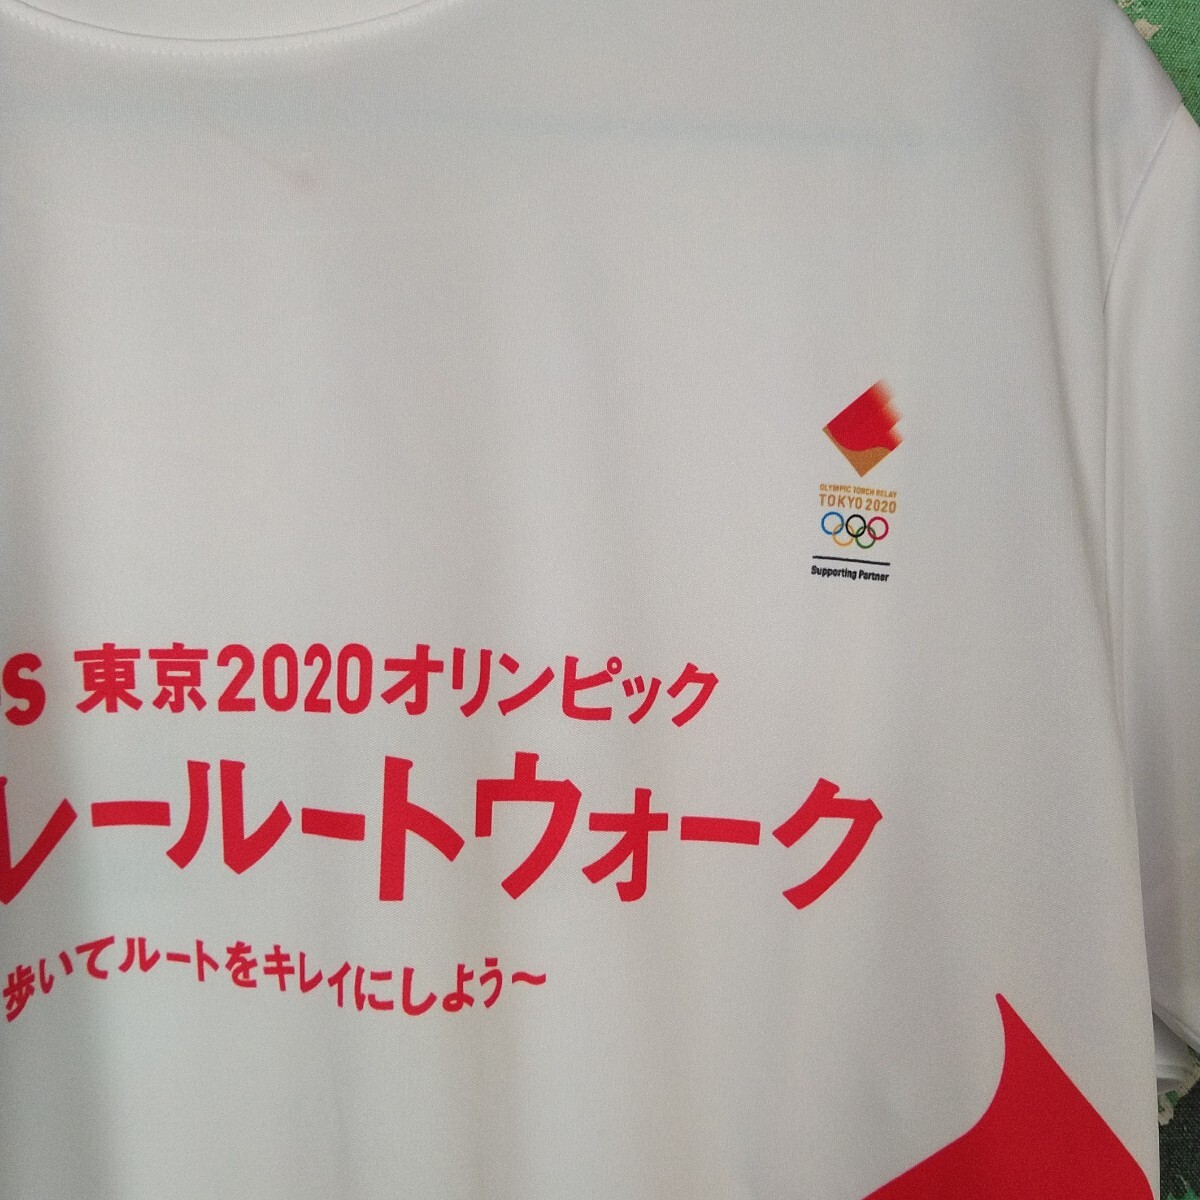 OLYMPIC TORCH RELAY
TOKYO 2020
Supporting Partner
東京2020オリンピック
レールートウォーク
歩いてルートをキレイにしよう〜